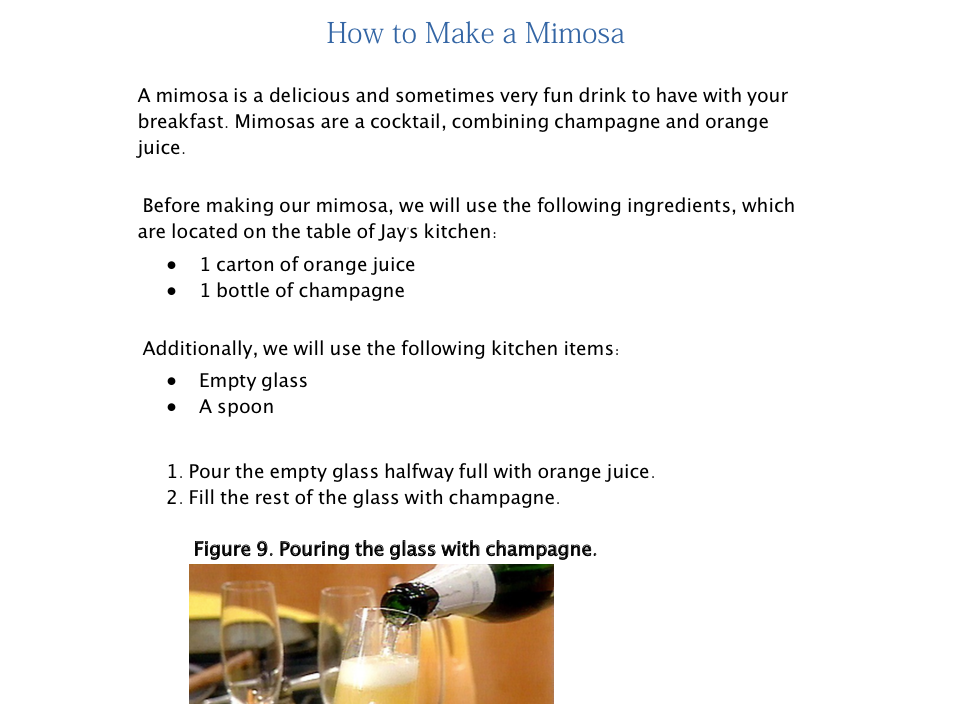 How to Make a Mimosa
A mimosa is a delicious and sometimes very fun drink to have with your
breakfast. Mimosas are a cocktail, combining champagne and orange
juice.
Before making our mimosa, we will use the following ingredients, which
are located on the table of Jay's kitchen:
● 1 carton of orange juice
● 1 bottle of champagne
Additionally, we will use the following kitchen items:
● Empty glass
● A spoon
1. Pour the empty glass halfway full with orange juice.
2. Fill the rest of the glass with champagne.
Figure 9. Pouring the glass with champagne.